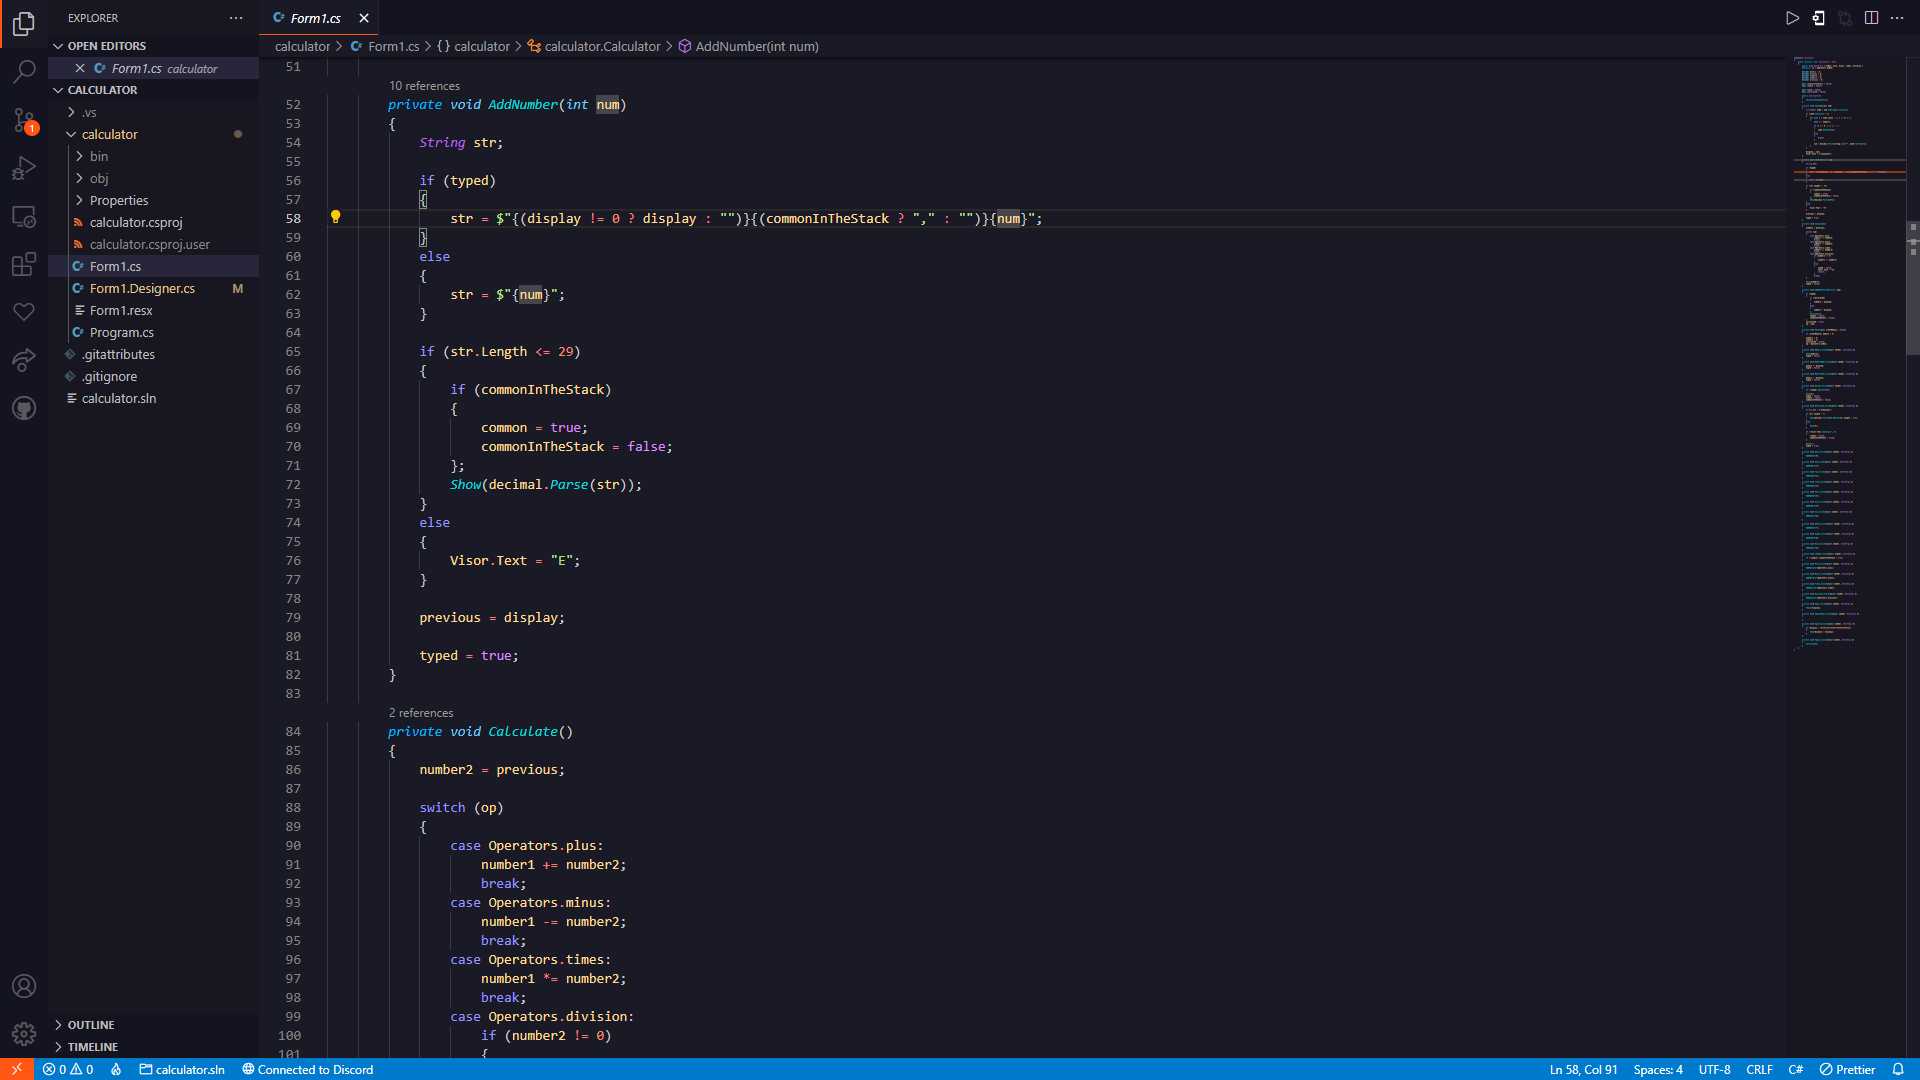 EXPLORER
OPEN EDITORS
Form1.cs calculator
CALCULATOR
.vs
calculator
bin
obj
Properties
calculator.csproj
calculator.csproj.user
Form1.cs
Form1.Designer.cs M
Form1.resx
Program.cs
.gitattributes
.gitignore
calculator.sln
OUTLINE
TIMELINE
1
Form1.cs
calculator > Form1.cs > {} calculator > calculator.Calculator > AddNumber(int num)
51
10 references
52 private void AddNumber(int num)
53 {
54 String str;
55
56 if (typed)
57 {
58 str = $"{(display != 0 ? display : "")}{(commonInTheStack ? "," : "")}{num}";
59 }
60 else
61 {
62 str = $"{num}";
63 }
64
65 if (str.Length <= 29)
66 {
67 if (commonInTheStack)
68 {
69 common = true;
70 commonInTheStack = false;
71 };
72 Show(decimal.Parse(str));
73 }
74 else
75 {
76 Visor.Text = "E";
77 }
78
79 previous = display;
80
81 typed = true;
82 }
83
2 references
84 private void Calculate()
85 {
86 number2 = previous;
87
88 switch (op)
89 {
90 case Operators.plus:
91 number1 += number2;
92 break;
93 case Operators.minus:
94 number1 -= number2;
95 break;
96 case Operators.times:
97 number1 *= number2;
98 break;
99 case Operators.division:
100 if (number2 != 0)
101 {
0 0 calculator.sln Connected to Discord Ln 58, Col 91 Spaces: 4 UTF-8 CRLF C# Prettier